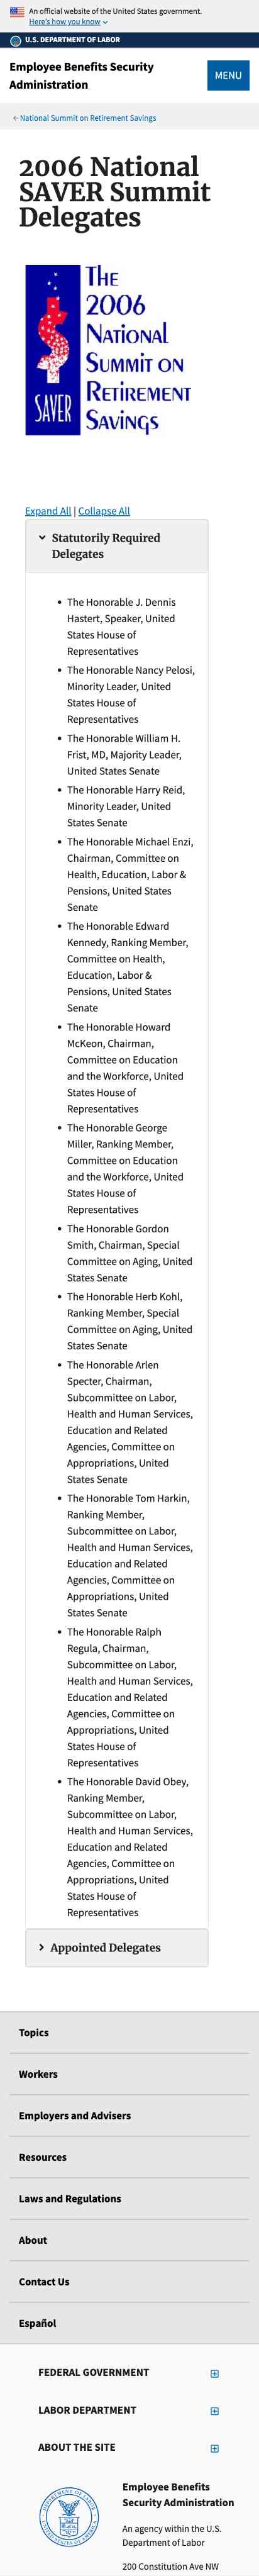 An official website of the United States government.
Here's how you know
U.S. DEPARTMENT OF LABOR
Employee Benefits Security
Administration
MENU
National Summit on Retirement Savings
2006 National
SAVER Summit
Delegates
SAVER
THE
2006
NATIONAL
SUMMIT ON
RETIREMENT
SAVINGS
Expand All | Collapse All
Statutorily Required
Delegates
• The Honorable J. Dennis
Hastert, Speaker, United
States House of
Representatives
• The Honorable Nancy Pelosi,
Minority Leader, United
States House of
Representatives
• The Honorable William H.
Frist, MD, Majority Leader,
United States Senate
• The Honorable Harry Reid,
Minority Leader, United
States Senate
• The Honorable Michael Enzi,
Chairman, Committee on
Health, Education, Labor &
Pensions, United States
Senate
• The Honorable Edward
Kennedy, Ranking Member,
Committee on Health,
Education, Labor &
Pensions, United States
Senate
• The Honorable Howard
McKeon, Chairman,
Committee on Education
and the Workforce, United
States House of
Representatives
• The Honorable George
Miller, Ranking Member,
Committee on Education
and the Workforce, United
States House of
Representatives
• The Honorable Gordon
Smith, Chairman, Special
Committee on Aging, United
States Senate
• The Honorable Herb Kohl,
Ranking Member, Special
Committee on Aging, United
States Senate
• The Honorable Arlen
Specter, Chairman,
Subcommittee on Labor,
Health and Human Services,
Education and Related
Agencies, Committee on
Appropriations, United
States Senate
• The Honorable Tom Harkin,
Ranking Member,
Subcommittee on Labor,
Health and Human Services,
Education and Related
Agencies, Committee on
Appropriations, United
States Senate
• The Honorable Ralph
Regula, Chairman,
Subcommittee on Labor,
Health and Human Services,
Education and Related
Agencies, Committee on
Appropriations, United
States House of
Representatives
• The Honorable David Obey,
Ranking Member,
Subcommittee on Labor,
Health and Human Services,
Education and Related
Agencies, Committee on
Appropriations, United
States House of
Representatives
Appointed Delegates
Topics
Workers
Employers and Advisers
Resources
Laws and Regulations
About
Contact Us
Español
FEDERAL GOVERNMENT
LABOR DEPARTMENT
ABOUT THE SITE
Employee Benefits
Security Administration
An agency within the U.S.
Department of Labor
200 Constitution Ave NW